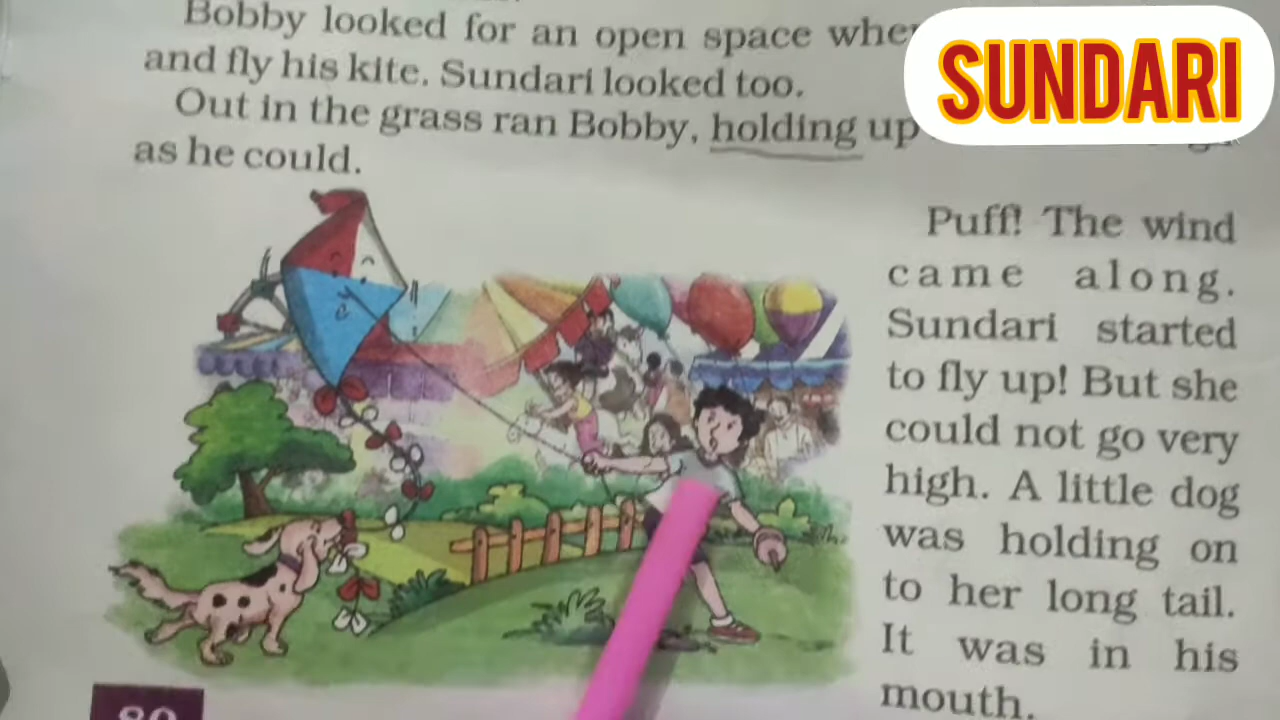 Bobby looked for an open space
SUNDARI
and fly his kite. Sundari looked too.
Out in the grass ran Bobby, holding up
as he could.
Puff! The wind
came along.
Sundari started
to fly up! But she
could not go very
high. A little dog
was holding on
to her long tail.
It was in his
mouth.